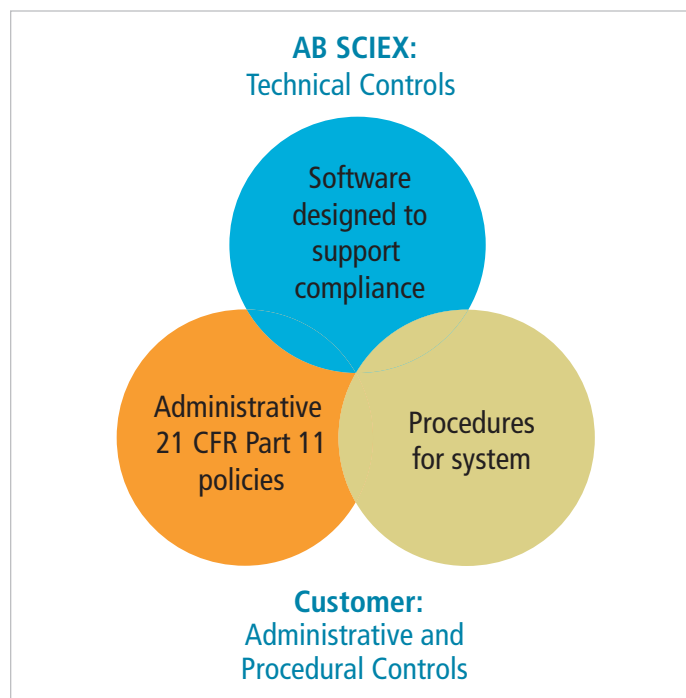 AB SCIEX:
Technical Controls
Software
designed to
support
compliance
Administrative
21 CFR Part 11
policies
Procedures
for system
Customer:
Administrative and
Procedural Controls